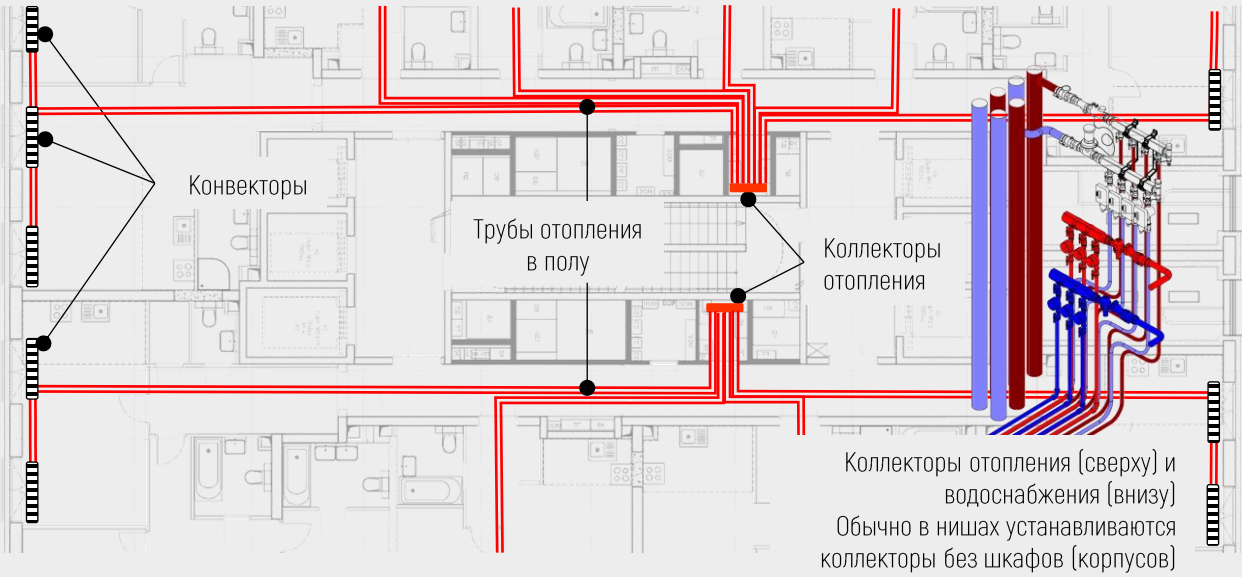 Конвекторы
Трубы отопления
в полу
Коллекторы
отопления
Коллекторы отопления (сверху) и
водоснабжения (внизу)
Обычно в нишах устанавливаются
коллекторы без шкафов (корпусов)